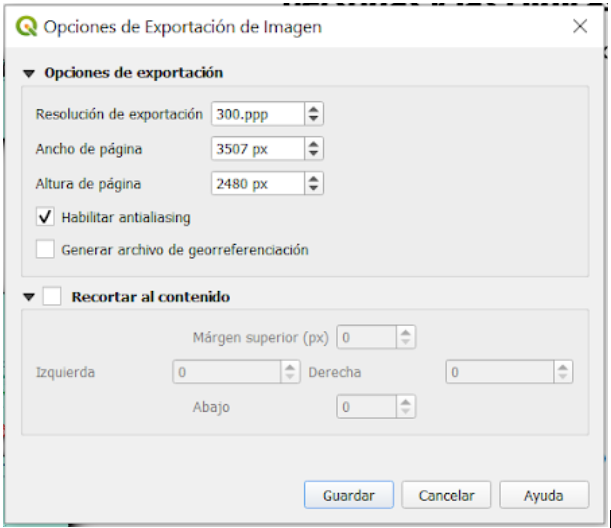 Opciones de Exportación de Imagen
Opciones de exportación
Resolución de exportación 300.ppp
Ancho de página 3507 px
Altura de página 2480 px
Habilitar antialiasing
Generar archivo de georreferenciación
Recortar al contenido
Márgen superior (px) 0
Izquierda 0 Derecha 0
Abajo 0
Guardar Cancelar Ayuda